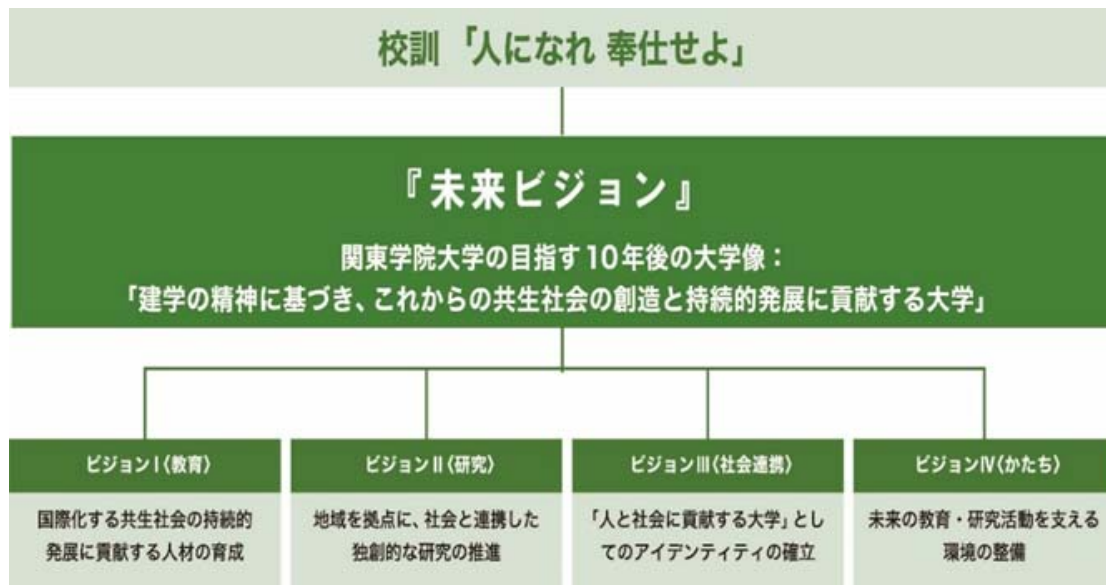 校訓「人になれ 奉仕せよ」
『未来ビジョン』
関東学院大学の目指す10年後の大学像：
「建学の精神に基づき、これからの共生社会の創造と持続的発展に貢献する大学」
ビジョンⅠ〈教育〉
国際化する共生社会の持続的
発展に貢献する人材の育成
ビジョンⅡ〈研究〉
地域を拠点に、社会と連携した
独創的な研究の推進
ビジョンⅢ〈社会連携〉
「人と社会に貢献する大学」とし
てのアイデンティティの確立
ビジョンⅣ〈かたち〉
未来の教育・研究活動を支える
環境の整備